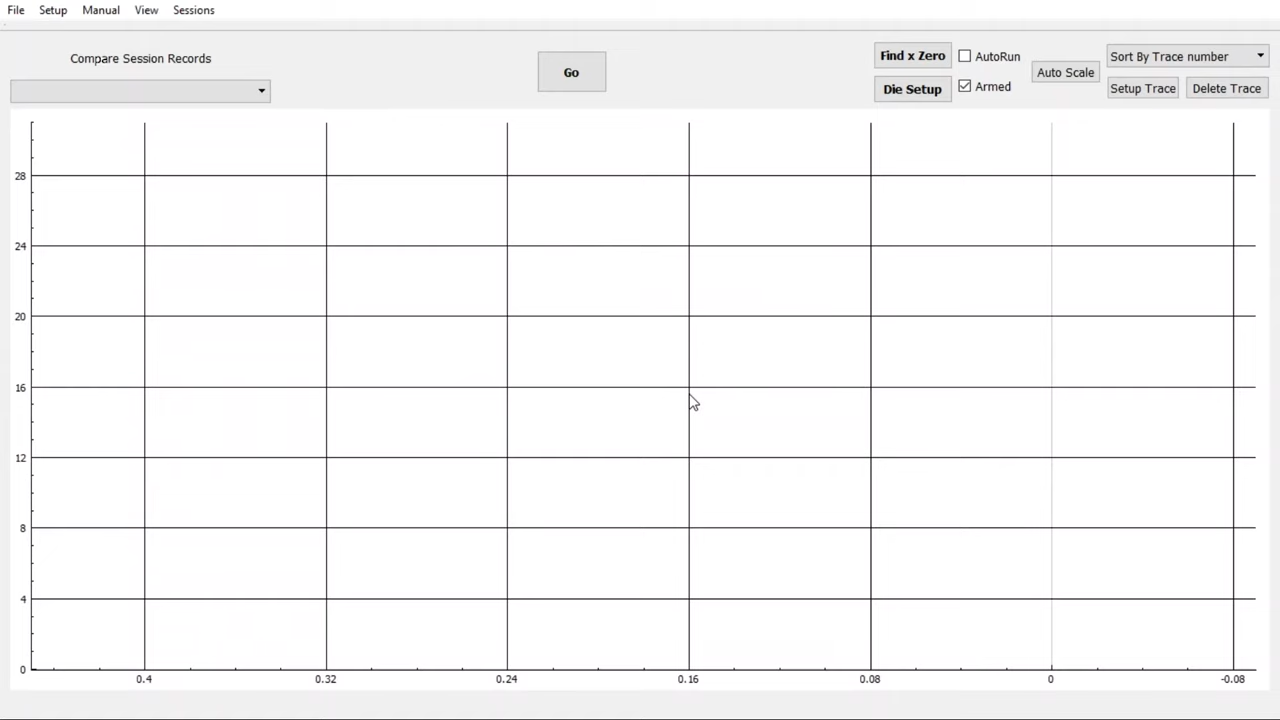 File Setup Manual View Sessions
Compare Session Records
Go
Find x Zero
AutoRun
Die Setup
Armed
Auto Scale
Sort By Trace number
Setup Trace
Delete Trace
28
24
20
16
12
8
4
0
0.4 0.32 0.24 0.16 0.08 0 -0.08